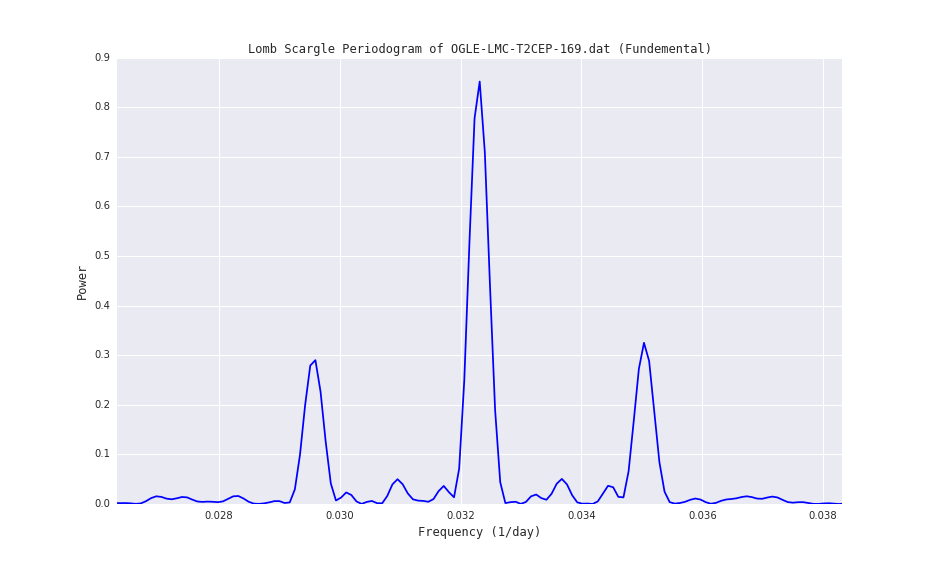 Lomb Scargle Periodogram of OGLE-LMC-T2CEP-169.dat (Fundemental)
0.9
0.8
0.7
0.6
0.5
0.4
0.3
0.2
0.1
0.0
Power
0.028 0.030 0.032 0.034 0.036 0.038
Frequency (1/day)